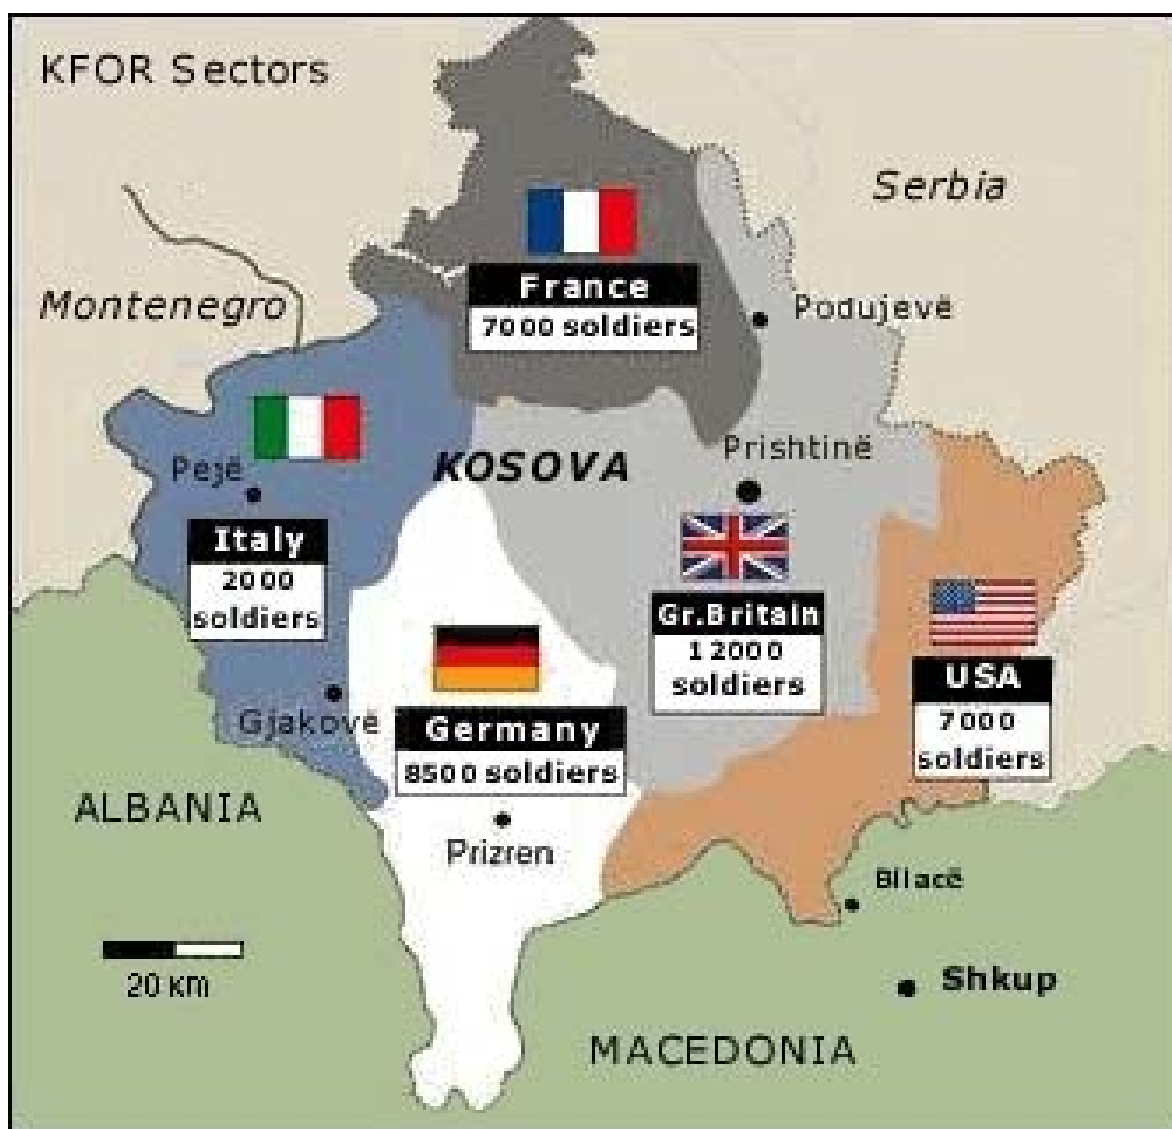 KFOR Sectors
Serbia
France
7000 soldiers
Montenegro
Podujevë
Pejë
KOSOVA
Prishtinë
Italy
2000
soldiers
Gr.Britain
12000
soldiers
USA
7000
soldiers
Gjakovë
Germany
8500 soldiers
ALBANIA
Prizren
Bllacë
20 KM
Shkup
MACEDONIA